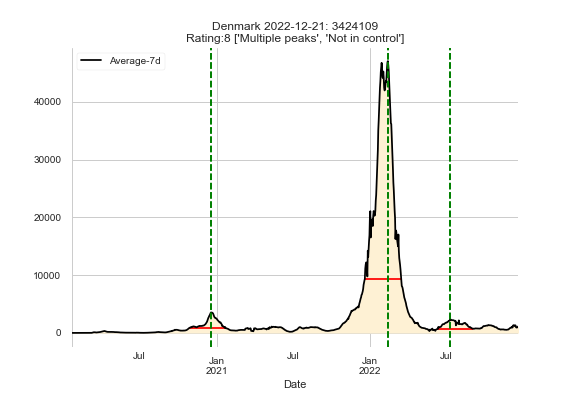 Denmark 2022-12-21: 3424109
Rating:8 ['Multiple peaks', 'Not in control']
Average-7d
40000
30000
20000
10000
0
Jul
Jan
2021
Jul
Jan
2022
Jul
Date